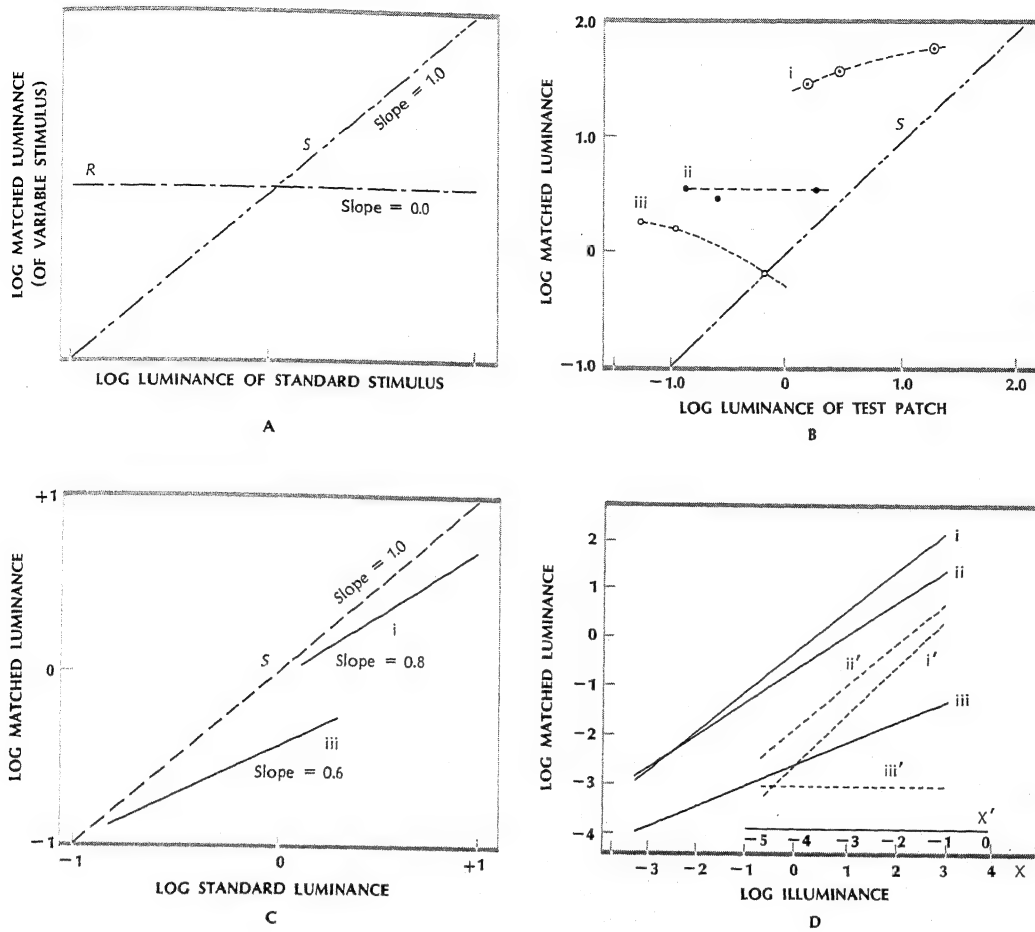 LOG MATCHED LUMINANCE
(OF VARIABLE STIMULUS)
R
S
Slope = 1.0
Slope = 0.0
LOG LUMINANCE OF STANDARD STIMULUS
A
LOG MATCHED LUMINANCE
2.0
1.0
0
−1.0
i
ii
iii
S
−1.0 0 1.0 2.0
LOG LUMINANCE OF TEST PATCH
B
LOG MATCHED LUMINANCE
+1
0
−1
Slope = 1.0
S
i
Slope = 0.8
iii
Slope = 0.6
−1 0 +1
LOG STANDARD LUMINANCE
C
LOG MATCHED LUMINANCE
2
1
0
−1
−2
−3
−4
i
ii
ii′
i′
iii
iii′
X′
−5 −4 −3 −2 −1 0
−3 −2 −1 0 1 2 3 4 X
LOG ILLUMINANCE
D